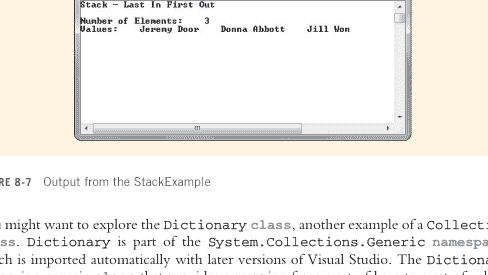 Stack - Last In First Out
Number of Elements: 3
Values: Jeremy Door Donna Abbott Jill Won
RE 8-7 Output from the StackExample
might want to explore the Dictionary class, another example of a Collecti
ss. Dictionary is part of the System.Collections.Generic namespa
ch is imported automatically with later versions of Visual Studio. The Dictiona